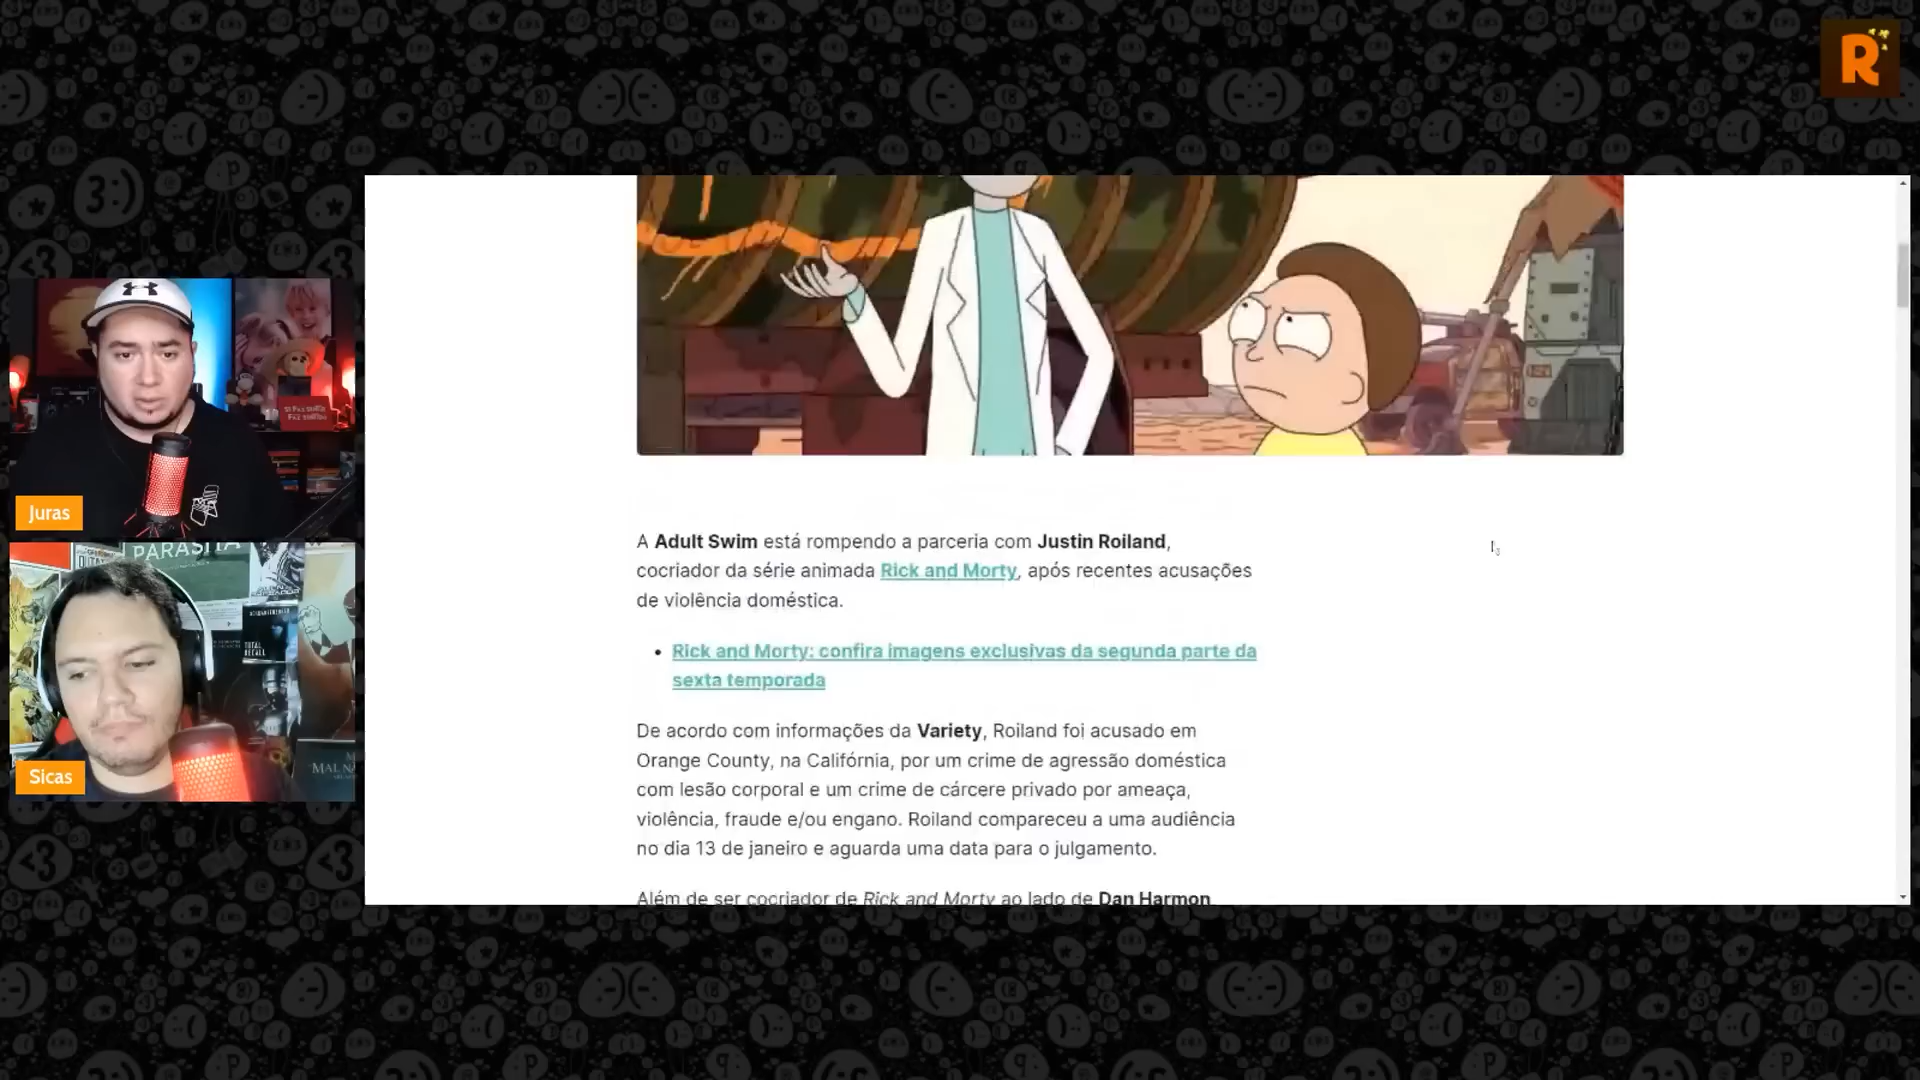 R
A Adult Swim está rompendo a parceria com Justin Roiland,
cocriador da série animada Rick and Morty, após recentes acusações
de violência doméstica.
• Rick and Morty: confira imagens exclusivas da segunda parte da
sexta temporada
De acordo com informações da Variety, Roiland foi acusado em
Orange County, na Califórnia, por um crime de agressão doméstica
com lesão corporal e um crime de cárcere privado por ameaça,
violência, fraude e/ou engano. Roiland compareceu a uma audiência
no dia 13 de janeiro e aguarda uma data para o julgamento.
Além de ser cocriador de Rick and Morty ao lado de Dan Harmon
Juras
PARASITA
TOTAL
RECALL
Sicas